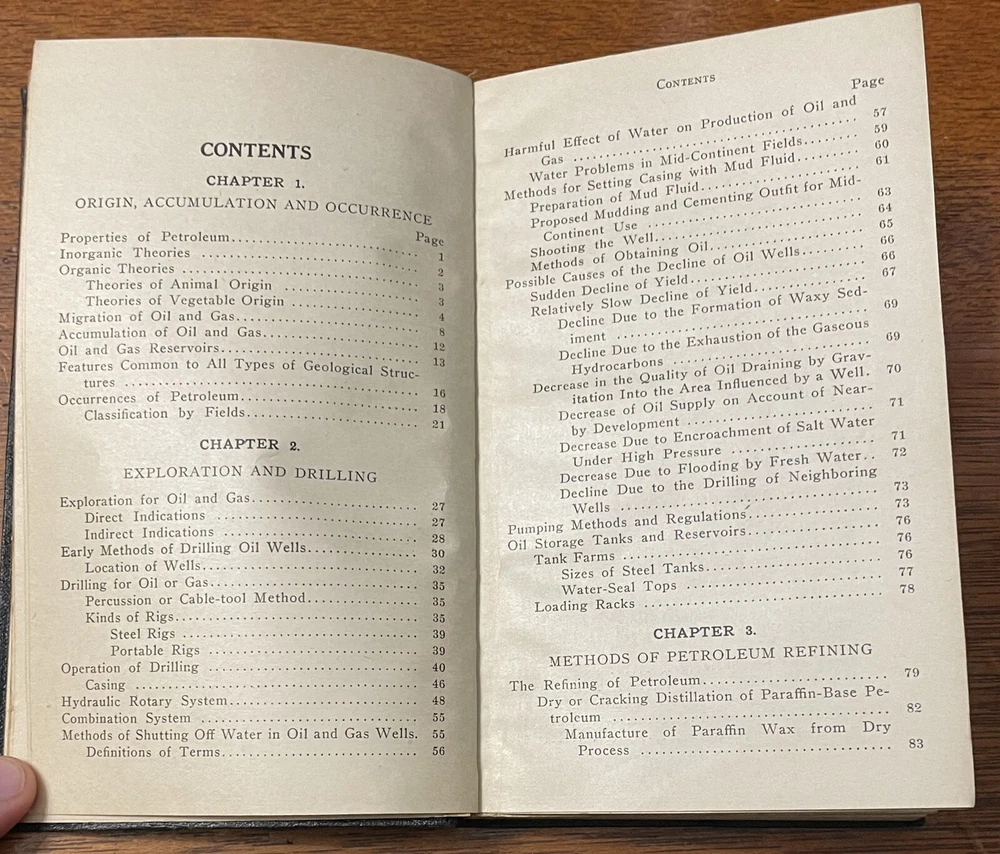 CONTENTS
CHAPTER 1.
ORIGIN, ACCUMULATION AND OCCURRENCE
Page
Properties of Petroleum.......................... 1
Inorganic Theories .............................. 2
Organic Theories ................................ 3
Theories of Animal Origin ................... 3
Theories of Vegetable Origin ................ 4
Migration of Oil and Gas......................... 8
Accumulation of Oil and Gas...................... 12
Oil and Gas Reservoirs........................... 13
Features Common to All Types of Geological Struc-
tures ....................................... 16
Occurrences of Petroleum......................... 18
Classification by Fields..................... 21
CHAPTER 2.
EXPLORATION AND DRILLING
Exploration for Oil and Gas...................... 27
Direct Indications .......................... 27
Indirect Indications ........................ 28
Early Methods of Drilling Oil Wells.............. 30
Location of Wells............................ 32
Drilling for Oil or Gas.......................... 35
Percussion or Cable-tool Method.............. 35
Kinds of Rigs................................ 35
Steel Rigs .............................. 39
Portable Rigs ........................... 39
Operation of Drilling ........................... 40
Casing ...................................... 46
Hydraulic Rotary System.......................... 48
Combination System .............................. 55
Methods of Shutting Off Water in Oil and Gas Wells. 55
Definitions of Terms......................... 56
CONTENTS
Page
Harmful Effect of Water on Production of Oil and
Gas ......................................... 57
Water Problems in Mid-Continent Fields....... 59
Methods for Setting Casing with Mud Fluid........ 60
Preparation of Mud Fluid..................... 61
Proposed Mudding and Cementing Outfit for Mid-
Continent Use ............................... 63
Shooting the Well............................ 64
Methods of Obtaining Oil..................... 65
Possible Causes of the Decline of Oil Wells...... 66
Sudden Decline of Yield...................... 66
Relatively Slow Decline of Yield............. 67
Decline Due to the Formation of Waxy Sed-
iment ................................... 69
Decline Due to the Exhaustion of the Gaseous
Hydrocarbons ............................ 69
Decrease in the Quality of Oil Draining by Grav-
itation Into the Area Influenced by a Well. 70
Decrease of Oil Supply on Account of Near-
by Development .......................... 71
Decrease Due to Encroachment of Salt Water
Under High Pressure ..................... 71
Decrease Due to Flooding by Fresh Water.. 72
Decline Due to the Drilling of Neighboring
Wells ................................... 73
Pumping Methods and Regulations.................. 73
Oil Storage Tanks and Reservoirs................. 76
Tank Farms .................................. 76
Sizes of Steel Tanks..................... 76
Water-Seal Tops ......................... 77
Loading Racks ............................... 78
CHAPTER 3.
METHODS OF PETROLEUM REFINING
The Refining of Petroleum........................ 79
Dry or Cracking Distillation of Paraffin-Base Pe-
troleum ..................................... 82
Manufacture of Paraffin Wax from Dry
Process ................................. 83